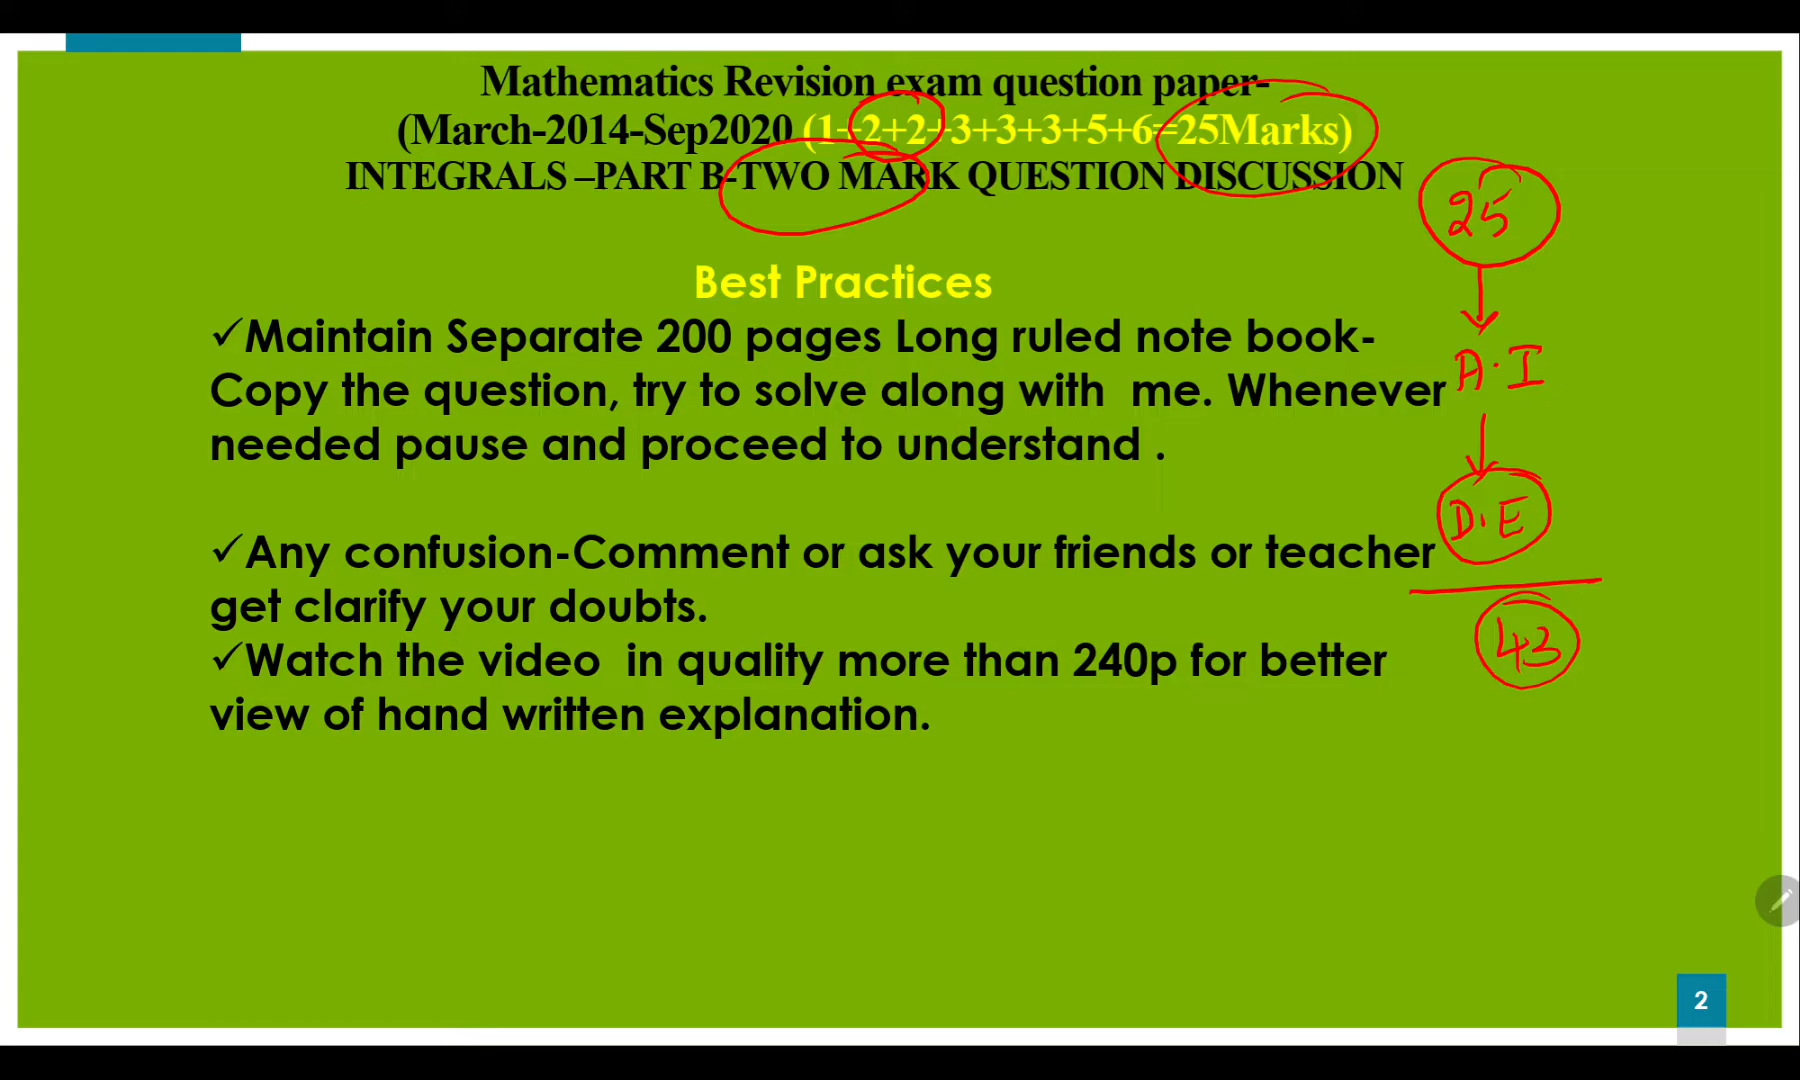 Mathematics Revision exam question paper-
(March-2014-Sep2020 (1+2+2+3+3+3+5+6=25Marks)
INTEGRALS –PART B-TWO MARK QUESTION DISCUSSION
25
Best Practices
✓Maintain Separate 200 pages Long ruled note book-
Copy the question, try to solve along with me. Whenever
A.I
needed pause and proceed to understand .
D.E
✓Any confusion-Comment or ask your friends or teacher
get clarify your doubts.
43
✓Watch the video in quality more than 240p for better
view of hand written explanation.
2